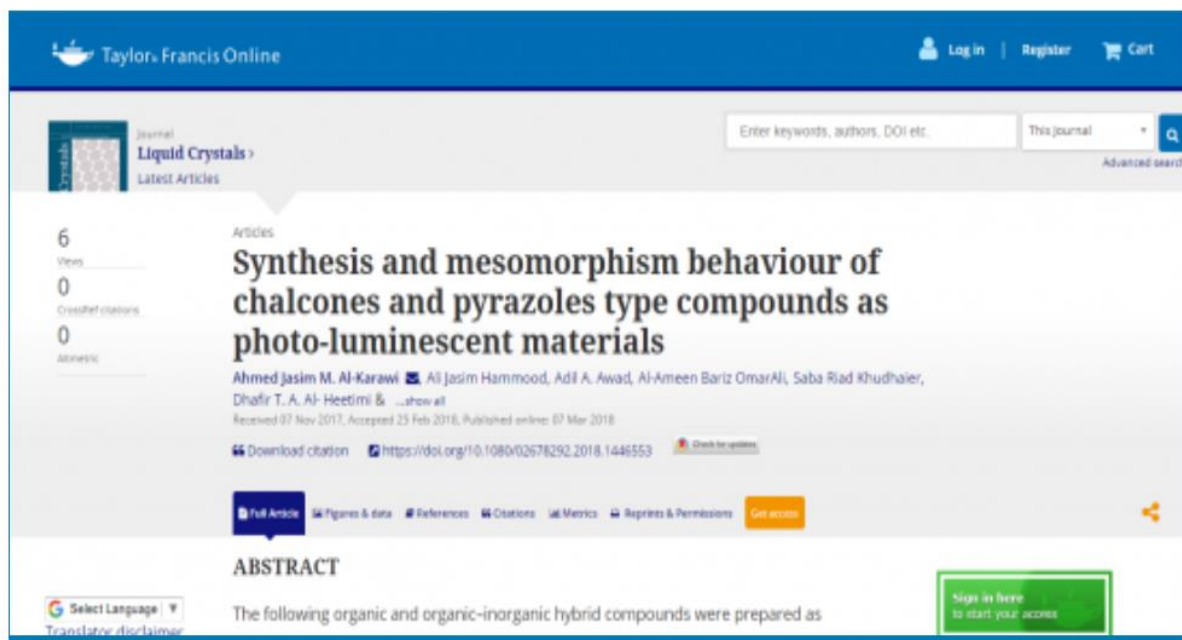 Taylor & Francis Online
Log in | Register Cart
Journal
Liquid Crystals >
Latest Articles
Crystals
Enter keywords, authors, DOI etc.
This Journal
Advanced search
6
Views
0
CrossRef citations
0
Altmetric
Articles
Synthesis and mesomorphism behaviour of
chalcones and pyrazoles type compounds as
photo-luminescent materials
Ahmed Jasim M. Al-Karawi, Ali Jasim Hammood, Adil A. Awad, Al-Ameen Bariz OmarAli, Saba Riad Khudhaier,
Dhafir T. A. Al- Heetimi & ...show all
Received 07 Nov 2017, Accepted 25 Feb 2018, Published online: 07 Mar 2018
Download citation https://doi.org/10.1080/02678292.2018.1446553 Check for updates
Full Article Figures & data References Citations Metrics Reprints & Permissions Get access
ABSTRACT
The following organic and organic–inorganic hybrid compounds were prepared as
G Select Language ▼
Translator disclaimer
Sign in here
to start your access